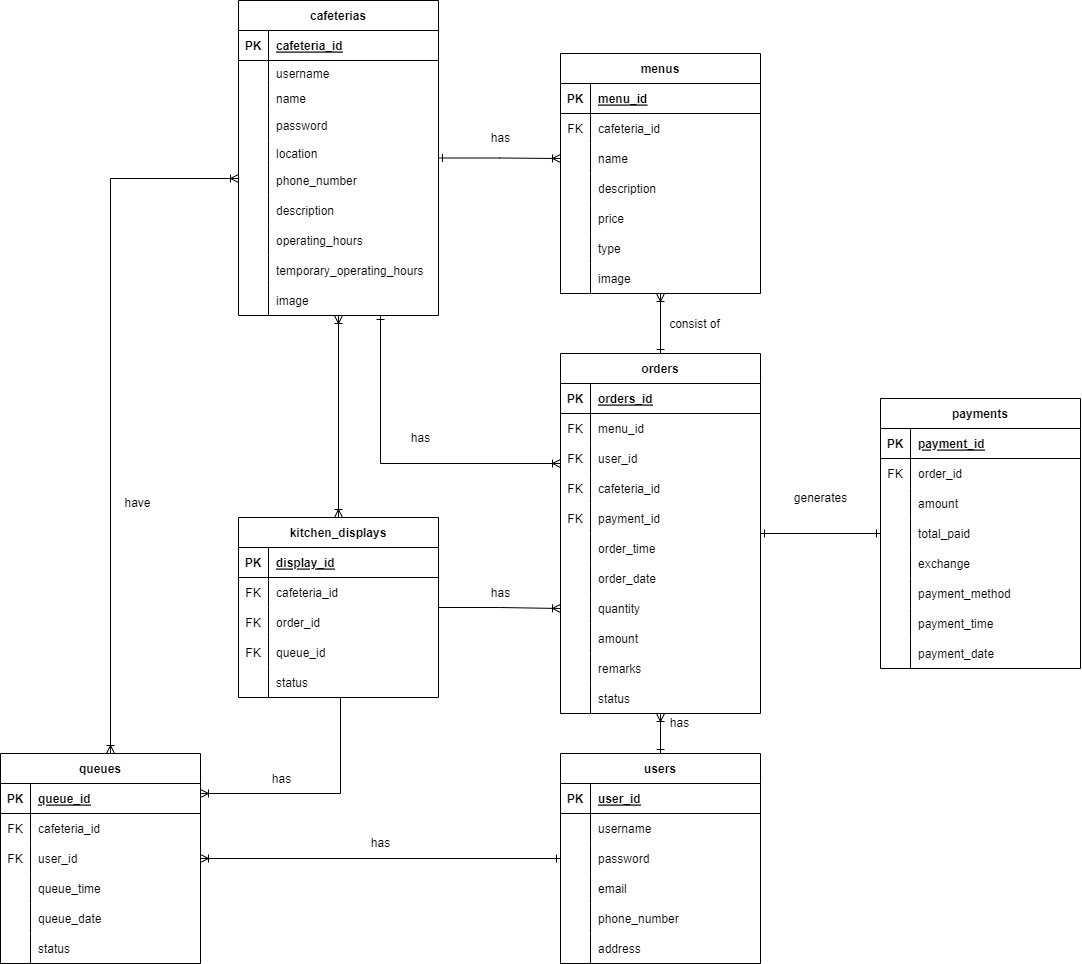 cafeterias
PK cafeteria_id
username
name
password
location
phone_number
description
operating_hours
temporary_operating_hours
image
has
menus
PK menu_id
FK cafeteria_id
name
description
price
type
image
consist of
orders
PK orders_id
FK menu_id
FK user_id
FK cafeteria_id
FK payment_id
order_time
order_date
quantity
amount
remarks
status
has
generates
payments
PK payment_id
FK order_id
amount
total_paid
exchange
payment_method
payment_time
payment_date
have
kitchen_displays
PK display_id
FK cafeteria_id
FK order_id
FK queue_id
status
has
has
has
queues
PK queue_id
FK cafeteria_id
FK user_id
queue_time
queue_date
status
has
users
PK user_id
username
password
email
phone_number
address